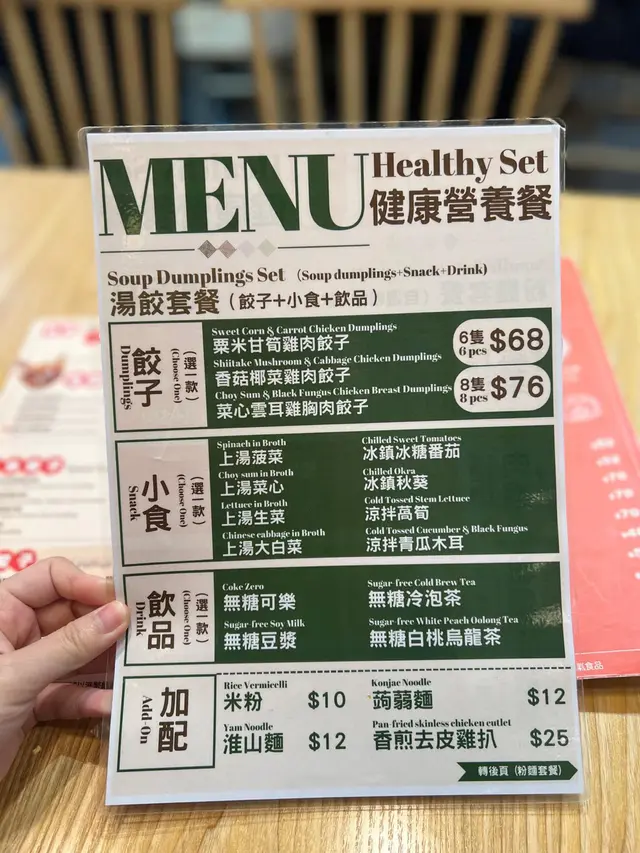 MENU
Healthy Set
健康營養餐
Soup Dumplings Set (Soup dumplings+Snack+Drink)
湯餃套餐(餃子+小食+飲品)
餃子
Dumplings
(選一款)
(Choose One)
Sweet Corn & Carrot Chicken Dumplings
粟米甘筍雞肉餃子
Shiitake Mushroom & Cabbage Chicken Dumplings
香菇椰菜雞肉餃子
Choy Sum & Black Fungus Chicken Breast Dumplings
菜心雲耳雞胸肉餃子
6隻 $68
6 pcs
8隻 $76
8 pcs
小食
Snack
(選一款)
(Choose One)
Spinach in Broth
上湯菠菜
Choy sum in Broth
上湯菜心
Lettuce in Broth
上湯生菜
Chinese cabbage in Broth
上湯大白菜
Chilled Sweet Tomatoes
冰鎮冰糖番茄
Chilled Okra
冰鎮秋葵
Cold Tossed Stem Lettuce
涼拌萵筍
Cold Tossed Cucumber & Black Fungus
涼拌青瓜木耳
飲品
Drink
(選一款)
(Choose One)
Coke Zero
無糖可樂
Sugar-free Soy Milk
無糖豆漿
Sugar-free Cold Brew Tea
無糖冷泡茶
Sugar-free White Peach Oolong Tea
無糖白桃烏龍茶
加配
Add-On
Rice Vermicelli
米粉 $10
Yam Noodle
淮山麵 $12
Konjac Noodle
蒟蒻麵 $12
Pan-fried skinless chicken cutlet
香煎去皮雞扒 $25
轉後頁(粉麵套餐)